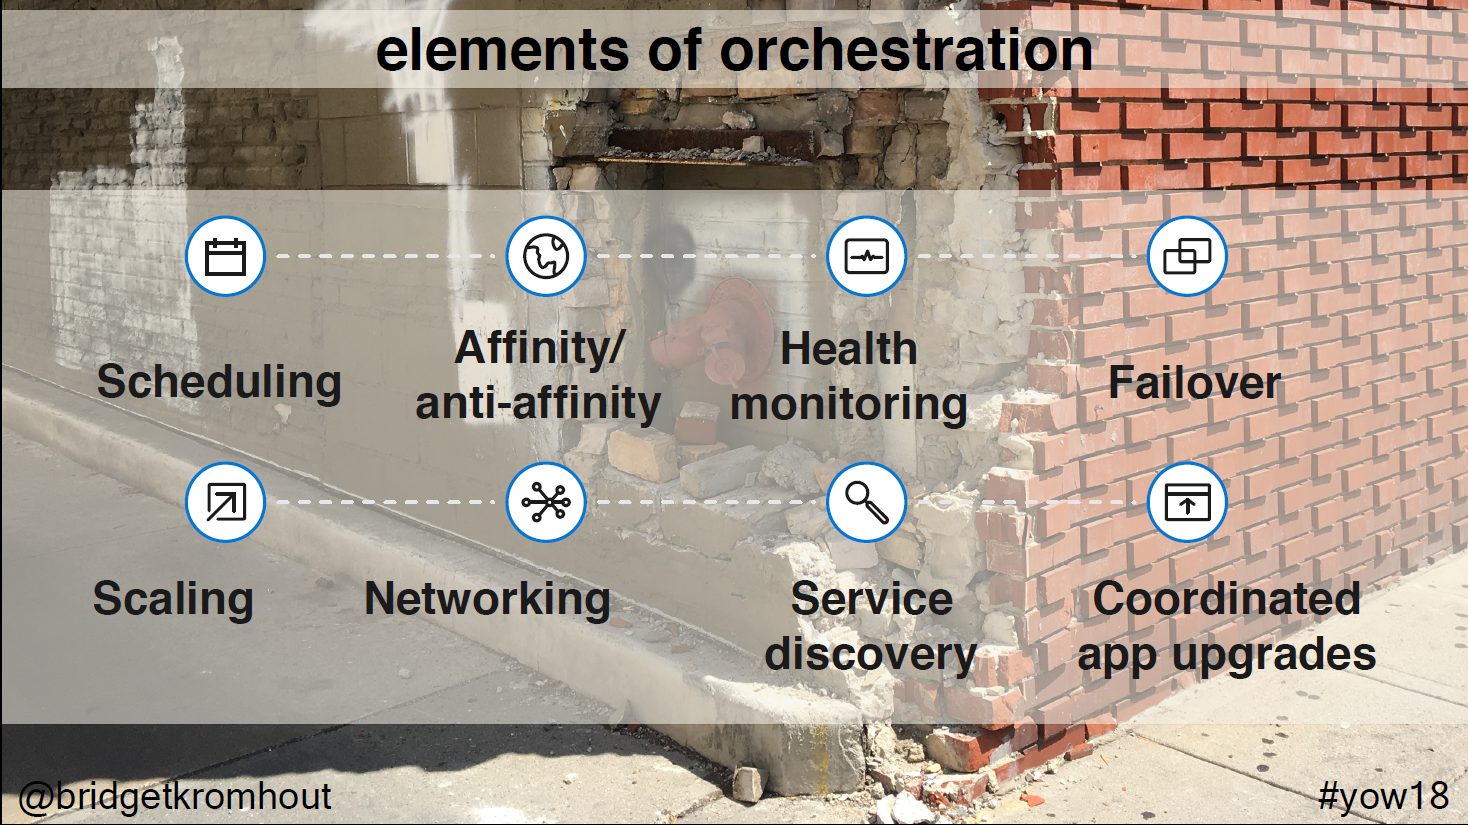 elements of orchestration
Scheduling
Affinity/
anti-affinity
Health
monitoring
Failover
Scaling
Networking
Service
discovery
Coordinated
app upgrades
@bridgetkromhout
#yow18